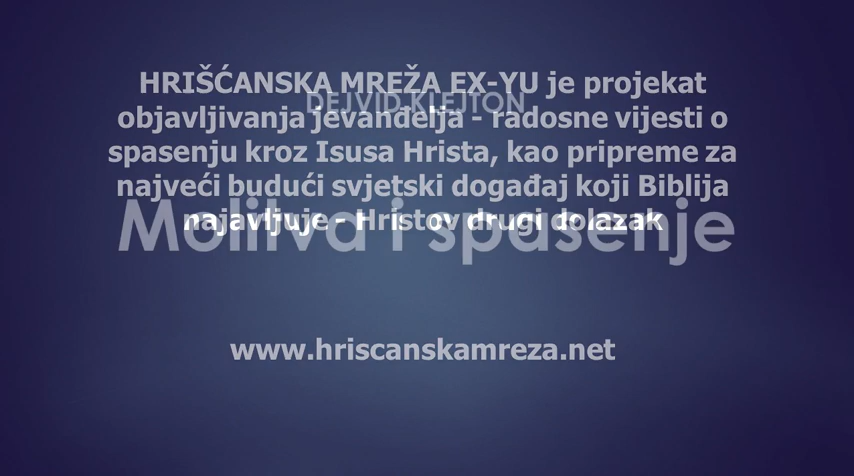 HRIŠĆANSKA MREŽA EX-YU je projekat
DEJVID KLEJTON
objavljivanja jevanđelja - radosne vijesti o
spasenju kroz Isusa Hrista, kao pripreme za
najveći budući svjetski događaj koji Biblija
najavljuje - Hristov drugi dolazak
Molitva i spasenje
www.hriscanskamreza.net